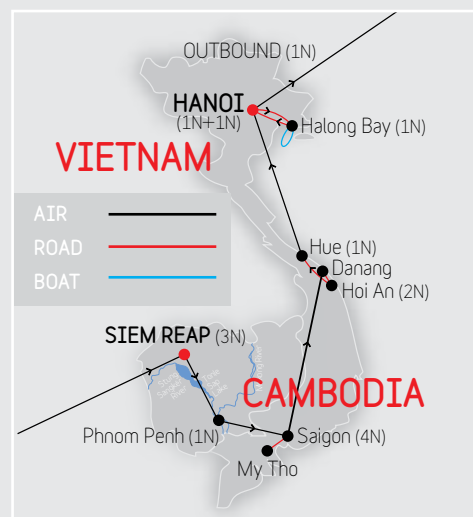 OUTBOUND (1N)
HANOI
(1N+1N)
Halong Bay (1N)
VIETNAM
AIR
ROAD
BOAT
Hue (1N)
Danang
Hoi An (2N)
SIEM REAP (3N)
CAMBODIA
Phnom Penh (1N)
Saigon (4N)
My Tho